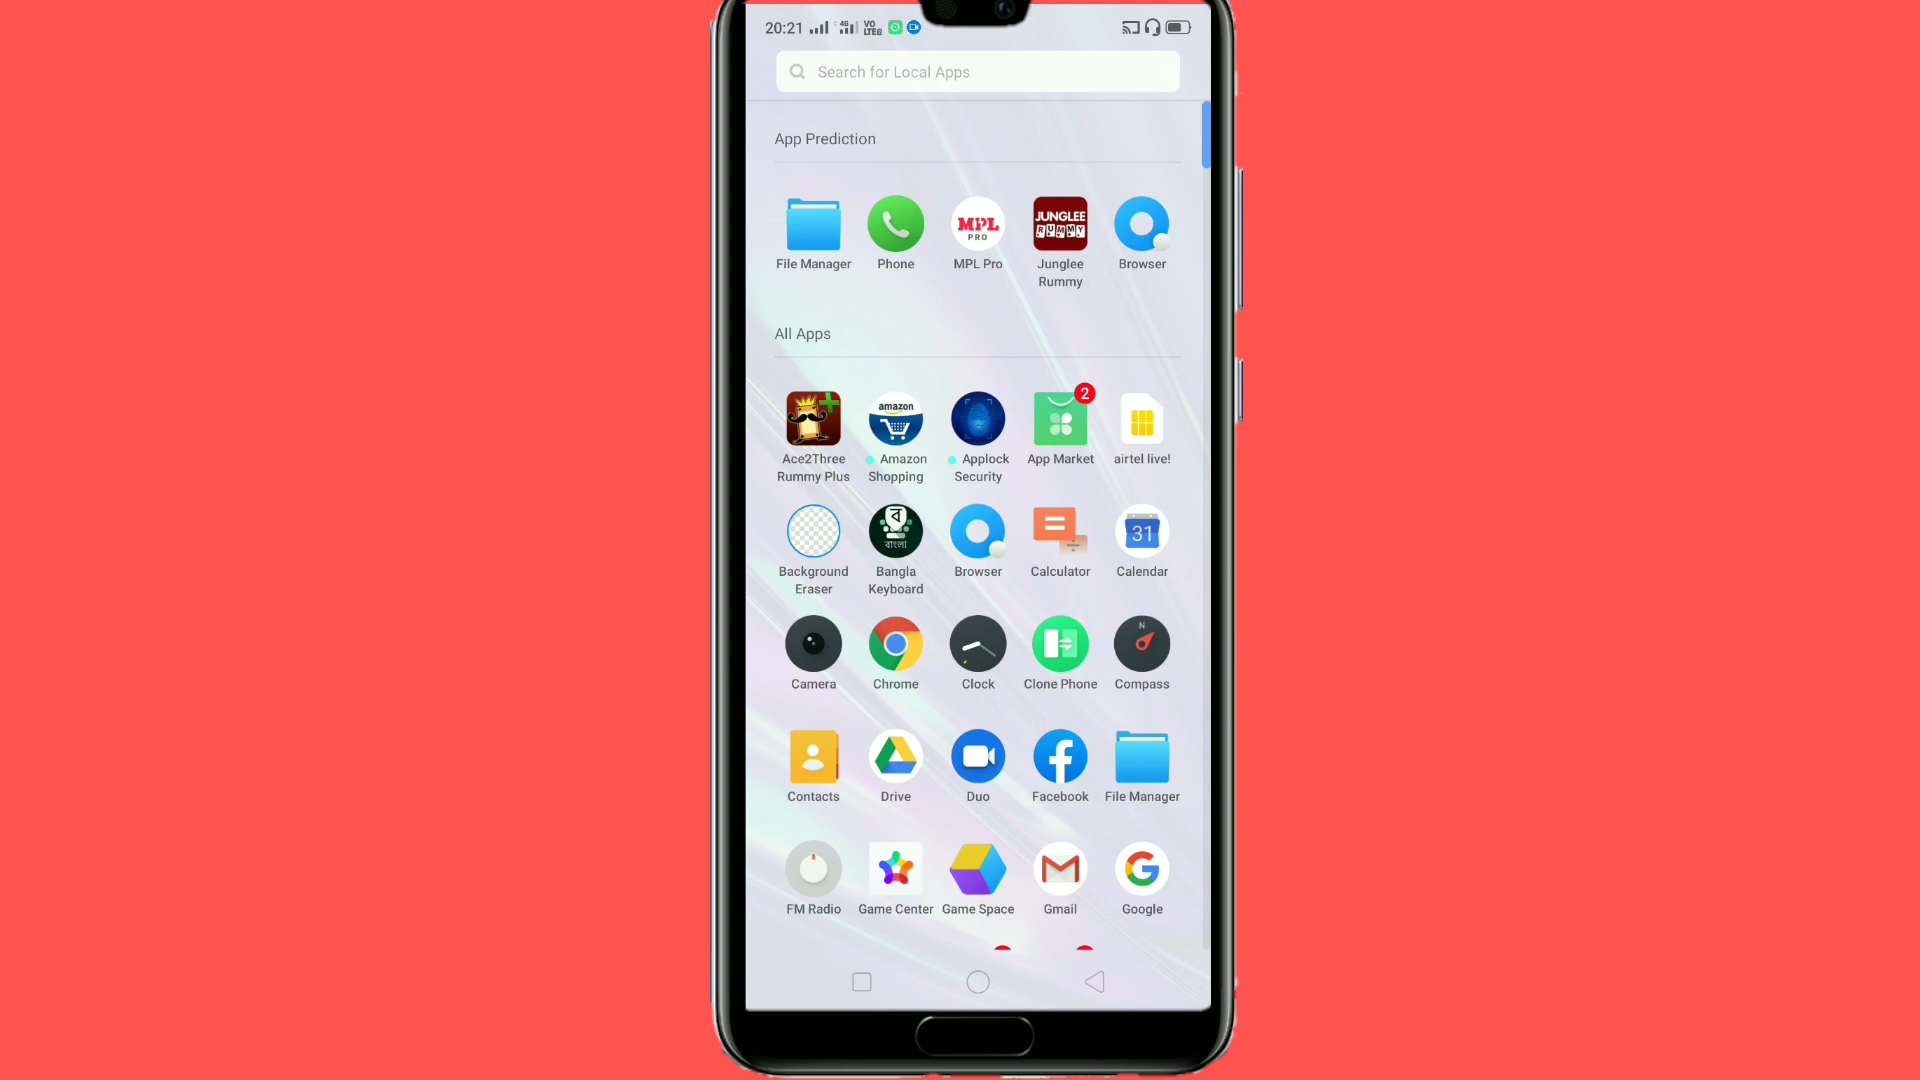 20:21 4G VO LTE2
Search for Local Apps
App Prediction
MPL PRO
JUNGLEE RUMMY
File Manager Phone MPL Pro Junglee Rummy Browser
All Apps
amazon
2
Ace2Three Rummy Plus Amazon Shopping Applock Security App Market airtel live!
ব
বাংলা
31
Background Eraser Bangla Keyboard Browser Calculator Calendar
N
Camera Chrome Clock Clone Phone Compass
Contacts Drive Duo Facebook File Manager
FM Radio Game Center Game Space Gmail Google